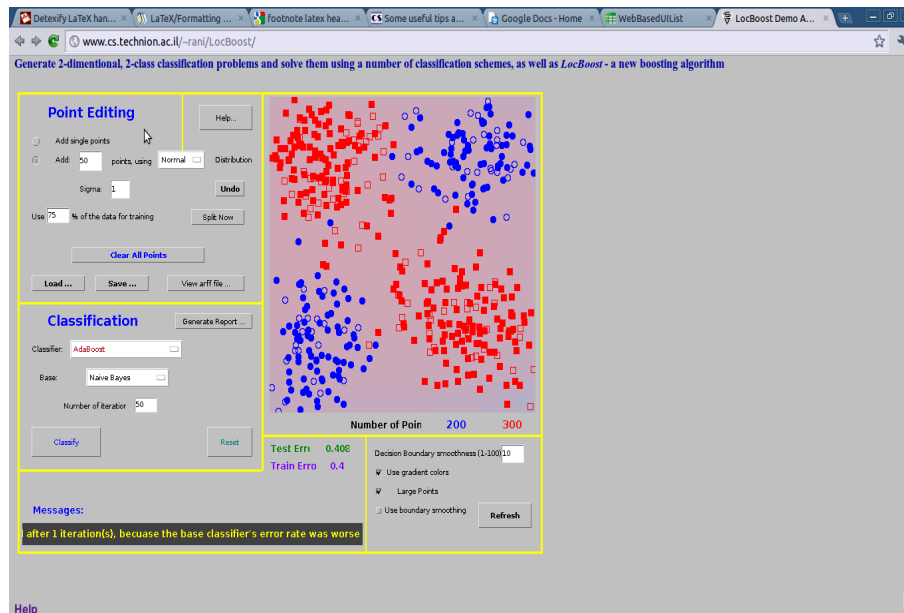 Detexify LaTeX han...
LaTeX/Formatting ...
footnote latex hea...
Some useful tips a...
Google Docs - Home
WebBasedUIList
LocBoost Demo A...
www.cs.technion.ac.il/~rani/LocBoost/
Generate 2-dimentional, 2-class classification problems and solve them using a number of classification schemes, as well as LocBoost - a new boosting algorithm
Point Editing
Help...
Add single points
Add: 50 points, using Normal Distribution
Sigma: 1
Undo
Use 75 % of the data for training
Split Now
Clear All Points
Load ...
Save ...
View arff file ...
Classification
Generate Report ...
Classifier: AdaBoost
Base: Naive Bayes
Number of iteration 50
Classify
Reset
Number of Poin 200 300
Test Erro 0.408
Train Erro 0.4
Decision Boundary smoothness (1-100) 10
Use gradient colors
Large Points
Use boundary smoothing
Refresh
Messages:
l after 1 iteration(s), becuase the base classifier's error rate was worse
Help